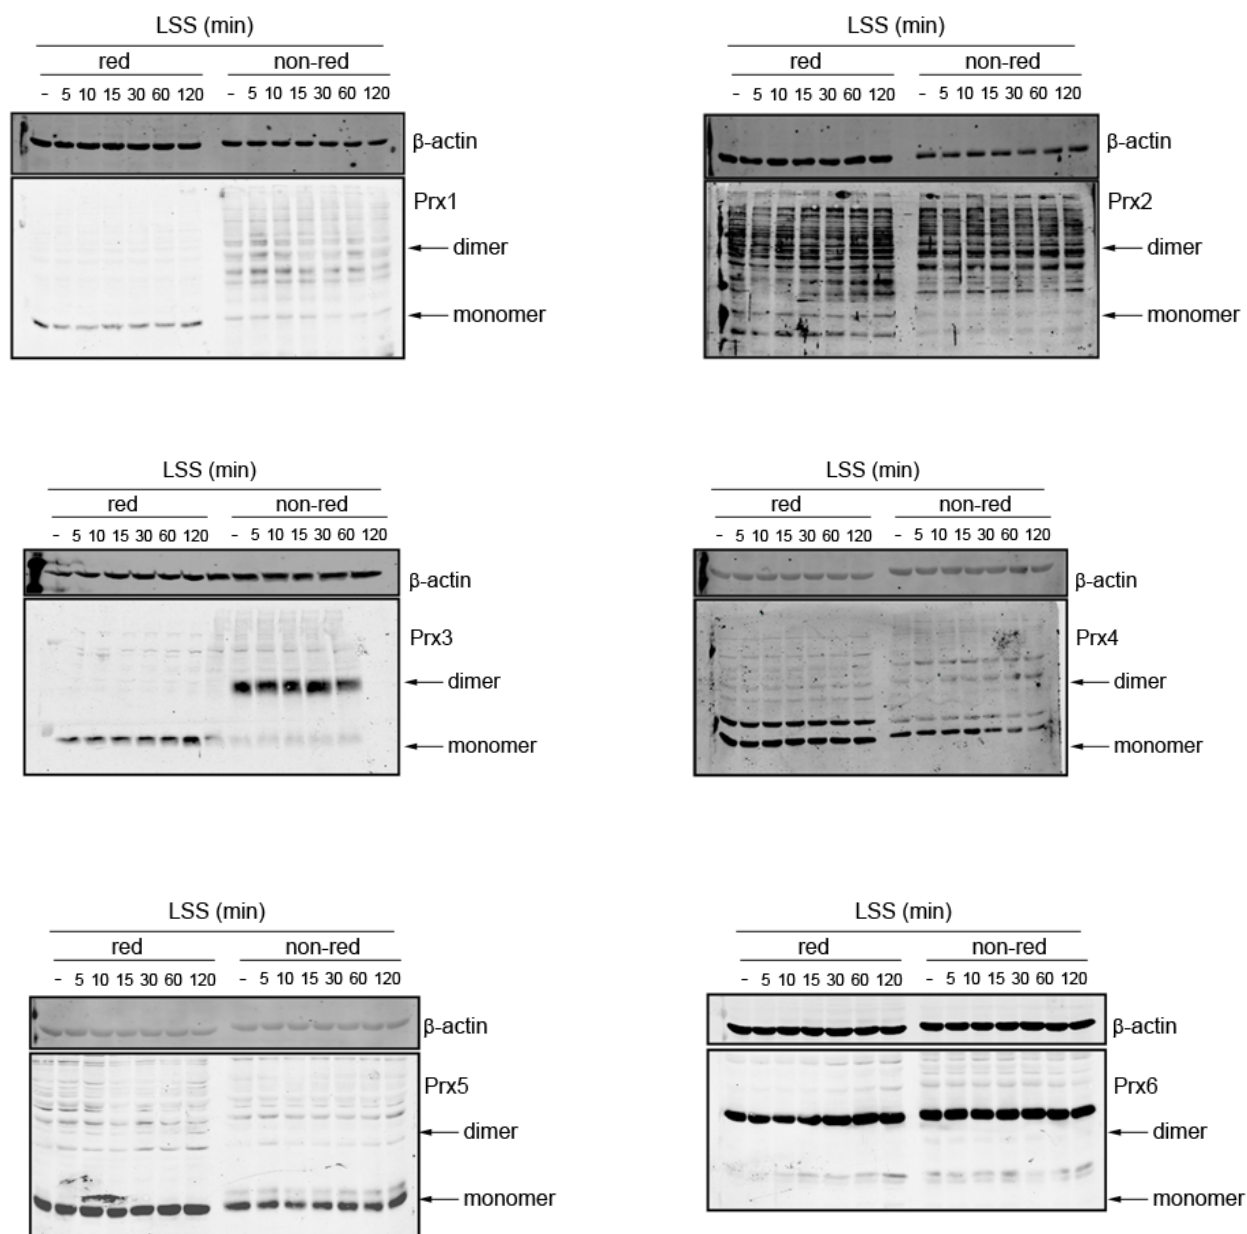 LSS (min)
red non-red
- 5 10 15 30 60 120 - 5 10 15 30 60 120
β-actin
Prx1
dimer
monomer
LSS (min)
red non-red
- 5 10 15 30 60 120 - 5 10 15 30 60 120
β-actin
Prx2
dimer
monomer
LSS (min)
red non-red
- 5 10 15 30 60 120 - 5 10 15 30 60 120
β-actin
Prx3
dimer
monomer
LSS (min)
red non-red
- 5 10 15 30 60 120 - 5 10 15 30 60 120
β-actin
Prx4
dimer
monomer
LSS (min)
red non-red
- 5 10 15 30 60 120 - 5 10 15 30 60 120
β-actin
Prx5
dimer
monomer
LSS (min)
red non-red
- 5 10 15 30 60 120 - 5 10 15 30 60 120
β-actin
Prx6
dimer
monomer